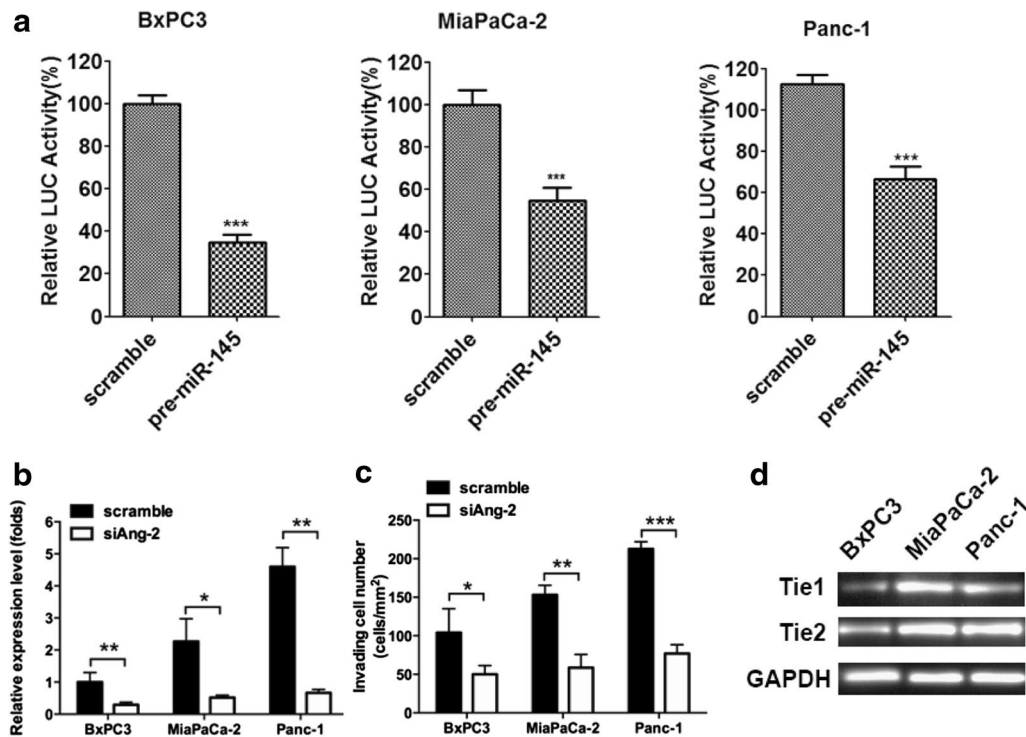 a
BxPC3
Relative LUC Activity(%)
120
100
80
60
40
20
0
***
scramble
pre-miR-145
MiaPaCa-2
Relative LUC Activity(%)
120
100
80
60
40
20
0
***
scramble
pre-miR-145
Panc-1
Relative LUC Activity(%)
120
100
80
60
40
20
0
***
scramble
pre-miR-145
b
scramble
siAng-2
Relative expression level (folds)
6
5
4
3
2
1
0
**
*
**
BxPC3
MiaPaCa-2
Panc-1
c
scramble
siAng-2
Invading cell number
(cells/mm²)
250
200
150
100
50
0
*
**
***
BxPC3
MiaPaCa-2
Panc-1
d
BxPC3
MiaPaCa-2
Panc-1
Tie1
Tie2
GAPDH